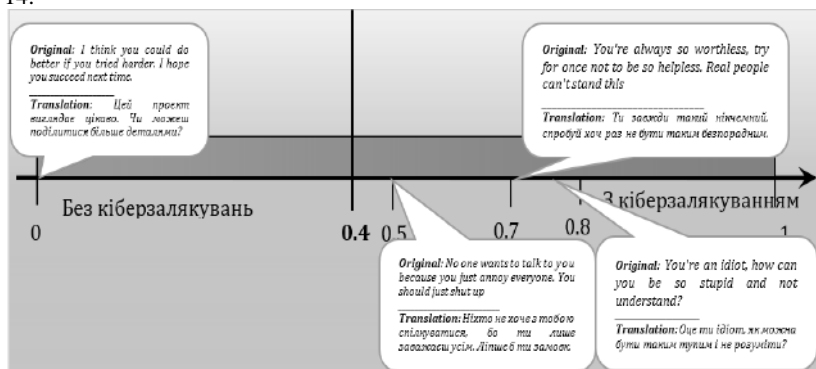 14.
Original: I think you could do
better if you tried harder. I hope
you succeed next time.
Translation: Цей проект
виглядає цікаво. Чи можеш
поділитися більше деталями?
Original: You're always so worthless, try
for once not to be so helpless. Real people
can't stand this
Translation: Ти завжди такий нікчемний.
спробуй хоч раз не бути таким безпорадним.
Без кіберзалякувань
З кіберзалякуванням
0
0.4
0.5
0.7
0.8
1
Original: No one wants to talk to you
because you just annoy everyone. You
should just shut up
Translation: Ніхто не хоче з тобою
спілкуватися, бо ти лише
заважаєш усім. Ліпше б ти замовк.
Original: You're an idiot, how can
you be so stupid and not
understand?
Translation: Оце ти ідіот, як можна
бути таким тупим і не розуміти?